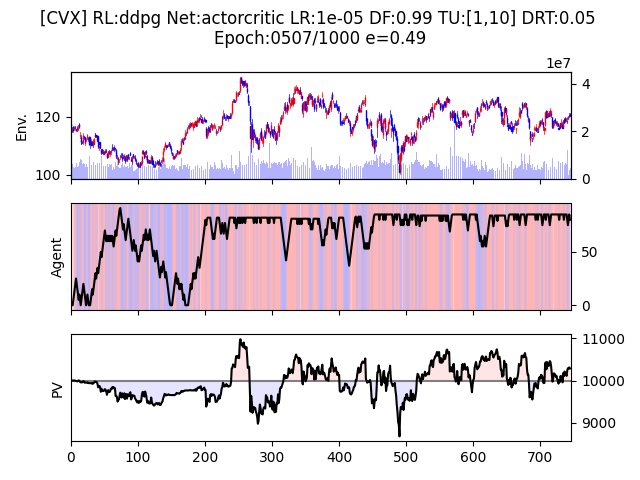 [CVX] RL:ddpg Net:actorcritic LR:1e-05 DF:0.99 TU:[1,10] DRT:0.05
Epoch:0507/1000 e=0.49
1e7
Env.
120
100
4
2
0
Agent
50
0
PV
11000
10000
9000
0 100 200 300 400 500 600 700